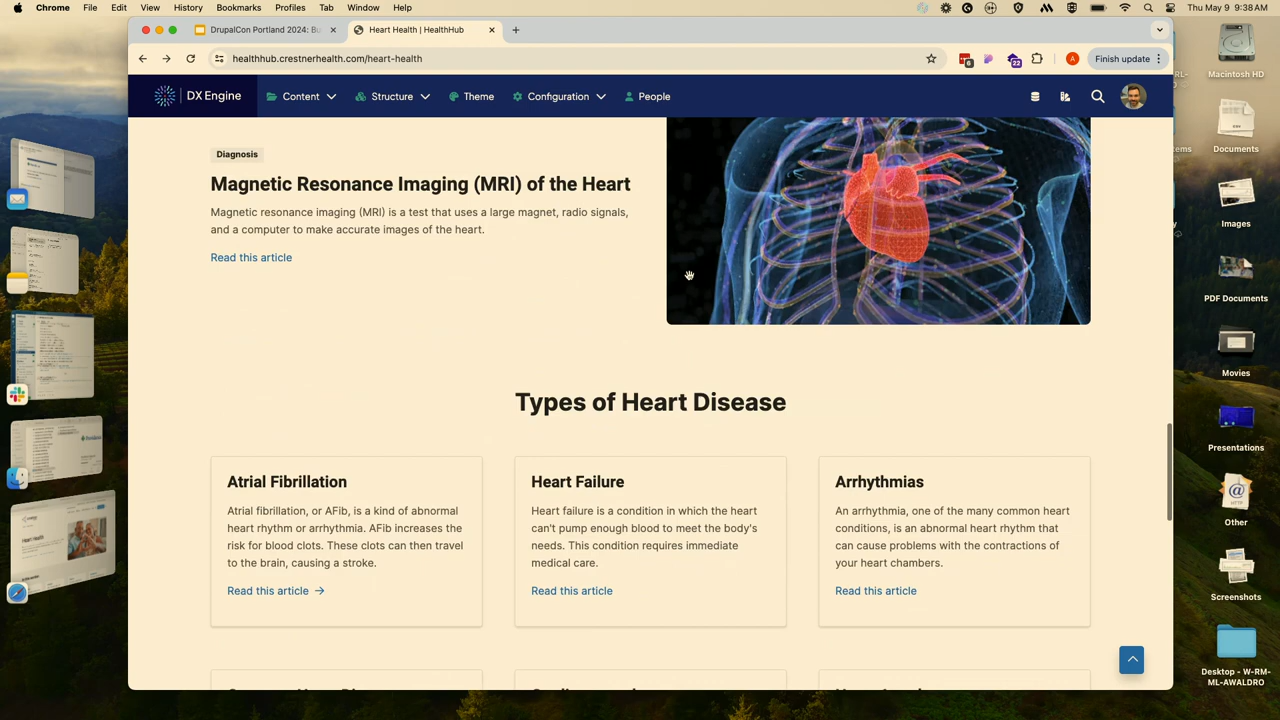 Chrome File Edit View History Bookmarks Profiles Tab Window Help
Thu May 9 9:38 AM
DrupalCon Portland 2024: Bu
Heart Health | HealthHub
healthhub.crestnerhealth.com/heart-health
6
22
A
Finish update
DX Engine
Content
Structure
Theme
Configuration
People
Diagnosis
Magnetic Resonance Imaging (MRI) of the Heart
Magnetic resonance imaging (MRI) is a test that uses a large magnet, radio signals,
and a computer to make accurate images of the heart.
Read this article
Types of Heart Disease
Atrial Fibrillation
Atrial fibrillation, or AFib, is a kind of abnormal
heart rhythm or arrhythmia. AFib increases the
risk for blood clots. These clots can then travel
to the brain, causing a stroke.
Read this article
Heart Failure
Heart failure is a condition in which the heart
can't pump enough blood to meet the body's
needs. This condition requires immediate
medical care.
Read this article
Arrhythmias
An arrhythmia, one of the many common heart
conditions, is an abnormal heart rhythm that
can cause problems with the contractions of
your heart chambers.
Read this article
Macintosh HD
Documents
Images
PDF Documents
Movies
Presentations
Other
Screenshots
Desktop - W-RM-
ML-AWALDRO